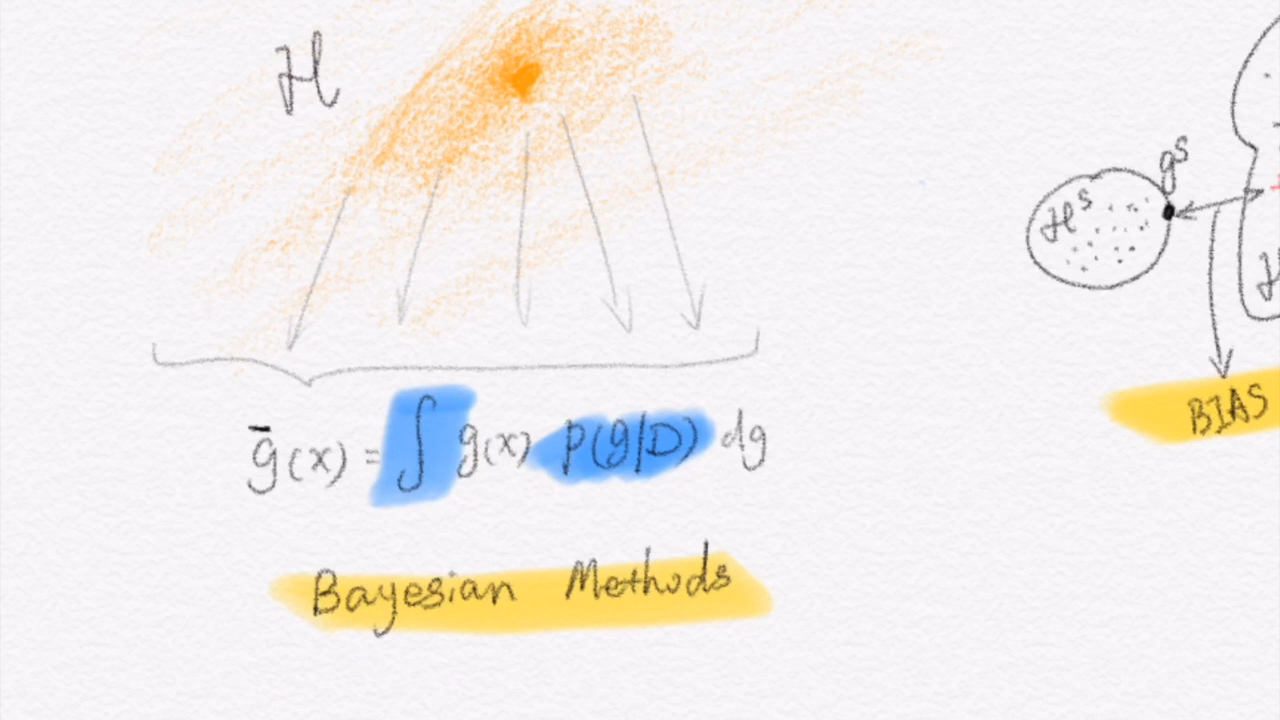 H
g^S
H^S
H
BIAS
ḡ(x) = ∫ g(x) p(g|D) dg
Bayesian Methods